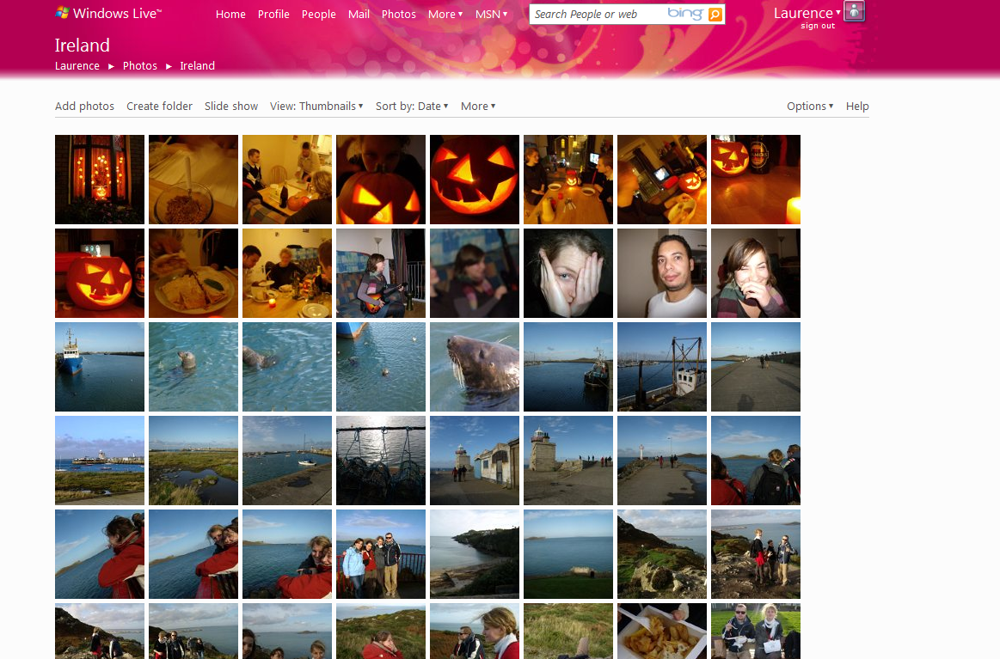 Windows Live™ Home Profile People Mail Photos More MSN Search People or web bing Laurence
sign out
Ireland
Laurence ► Photos ► Ireland
Add photos Create folder Slide show View: Thumbnails Sort by: Date More Options Help